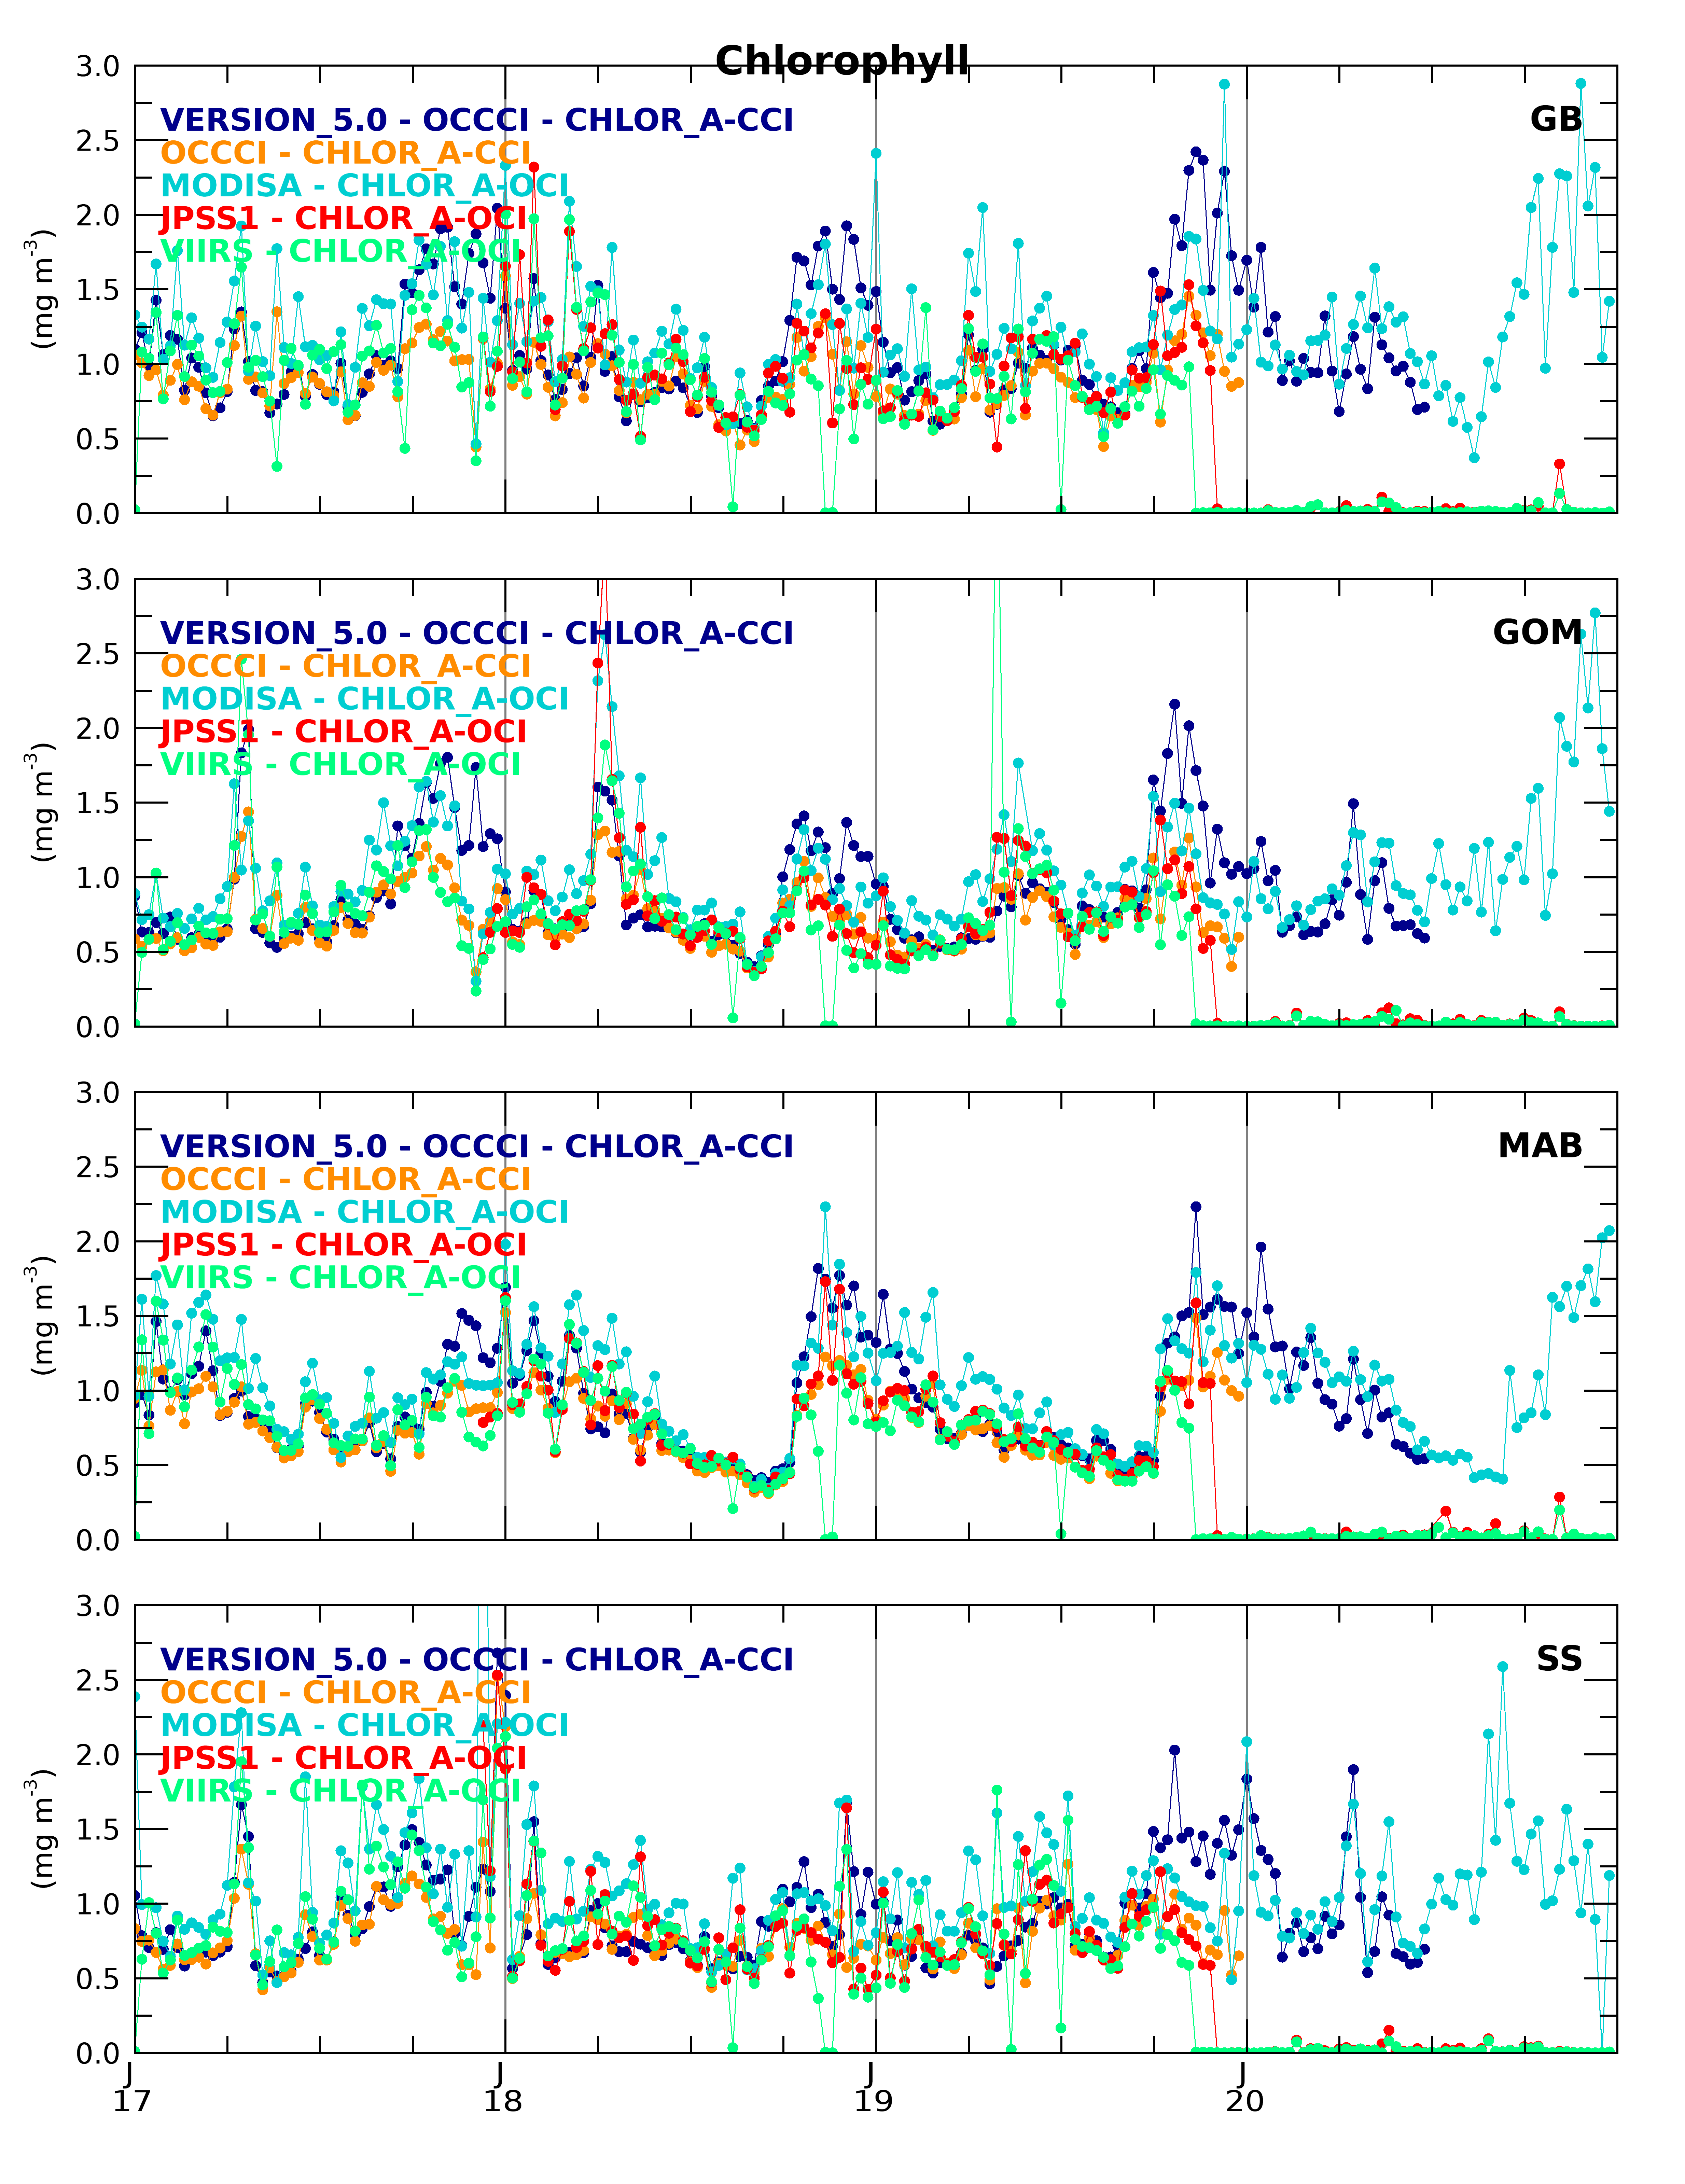 Chlorophyll
3.0
VERSION_5.0 - OCCCI - CHLOR_A-CCI
GB
2.5
OCCCI - CHLOR_A-CCI
MODISA - CHLOR_A-OCI
2.0
JPSS1 - CHLOR_A-OCI
VIIRS - CHLOR_A-OCI
(mg m-3)
1.5
1.0
0.5
0.0
3.0
VERSION_5.0 - OCCCI - CHLOR_A-CCI
GOM
2.5
OCCCI - CHLOR_A-CCI
MODISA - CHLOR_A-OCI
2.0
JPSS1 - CHLOR_A-OCI
VIIRS - CHLOR_A-OCI
(mg m-3)
1.5
1.0
0.5
0.0
3.0
VERSION_5.0 - OCCCI - CHLOR_A-CCI
MAB
2.5
OCCCI - CHLOR_A-CCI
MODISA - CHLOR_A-OCI
2.0
JPSS1 - CHLOR_A-OCI
VIIRS - CHLOR_A-OCI
(mg m-3)
1.5
1.0
0.5
0.0
3.0
VERSION_5.0 - OCCCI - CHLOR_A-CCI
SS
2.5
OCCCI - CHLOR_A-CCI
MODISA - CHLOR_A-OCI
2.0
JPSS1 - CHLOR_A-OCI
VIIRS - CHLOR_A-OCI
(mg m-3)
1.5
1.0
0.5
0.0
J J J J
17 18 19 20